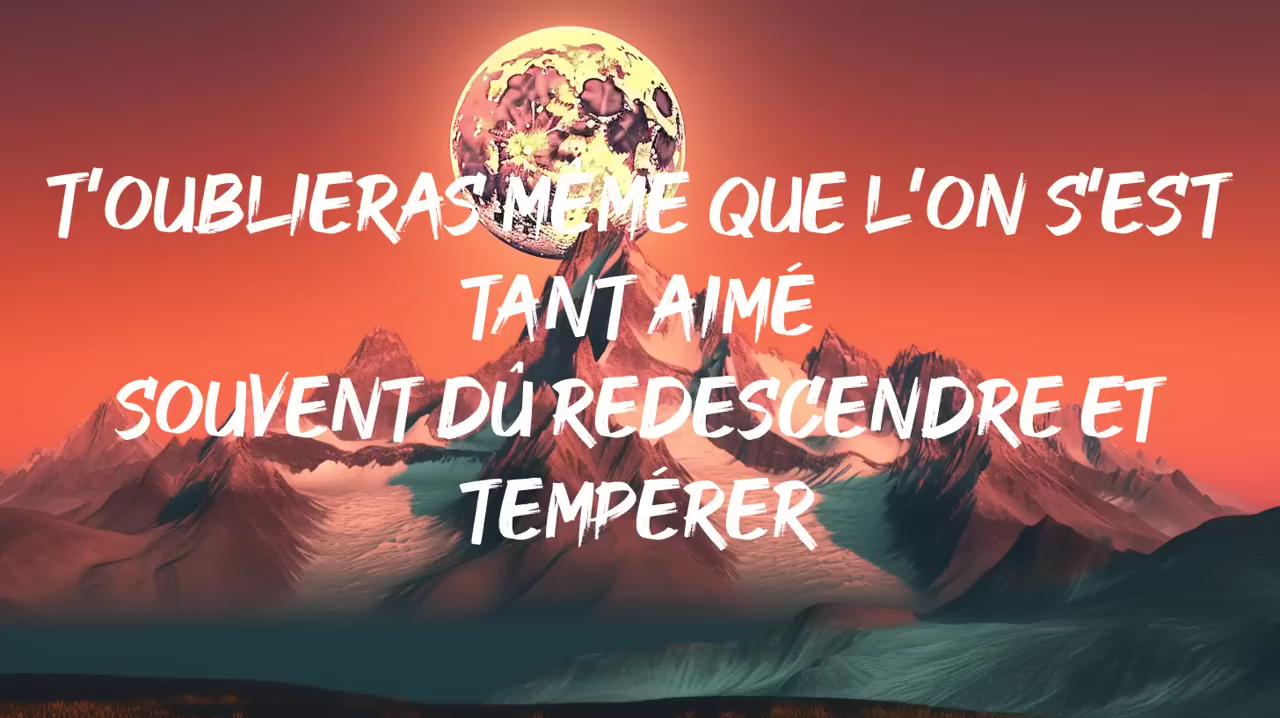 T'OUBLIERAS MÊME QUE L'ON S'EST
TANT AIMÉ
SOUVENT DÛ REDESCENDRE ET
TEMPÉRER